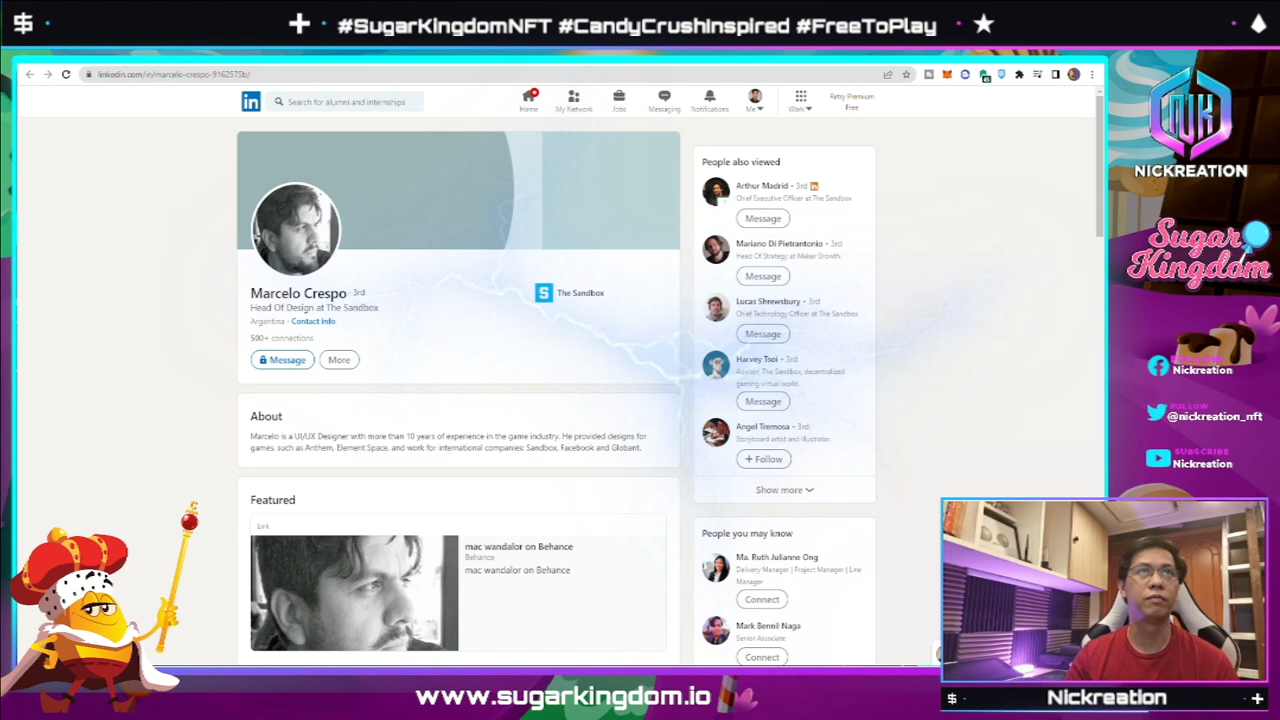 #SugarKingdomNFT #CandyCrushInspired #FreeToPlay
linkedin.com/in/marcelo-crespo-9162575b/
in
Search for alumni and internships
Home
My Network
Jobs
Messaging
Notifications
Me
Work
Retry Premium
Free
Marcelo Crespo · 3rd
Head Of Design at The Sandbox
Argentina · Contact info
500+ connections
Message
More
S The Sandbox
About
Marcelo is a UI/UX Designer with more than 10 years of experience in the game industry. He provided designs for
games, such as Anthem, Element Space, and work for international companies: Sandbox, Facebook and Globant.
Featured
Link
mac wandalor on Behance
Behance
mac wandalor on Behance
People also viewed
Arthur Madrid · 3rd in
Chief Executive Officer at The Sandbox
Message
Mariano Di Pietrantonio · 3rd
Head Of Strategy at Maker Growth
Message
Lucas Shrewsbury · 3rd
Chief Technology Officer at The Sandbox
Message
Harvey Tsoi · 3rd
Advisor, The Sandbox, decentralized
gaming virtual world.
Message
Angel Tremosa · 3rd
Storyboard artist and illustrator.
+ Follow
Show more
People you may know
Ma. Ruth Julianne Ong
Delivery Manager | Project Manager | Line
Manager
Connect
Mark Bennil Naga
Senior Associate
Connect
NK
NICKREATION
Sugar
Kingdom
FOLLOW
Nickreation
FOLLOW
@nickreation_nft
SUBSCRIBE
Nickreation
Nickreation
www.sugarkingdom.io